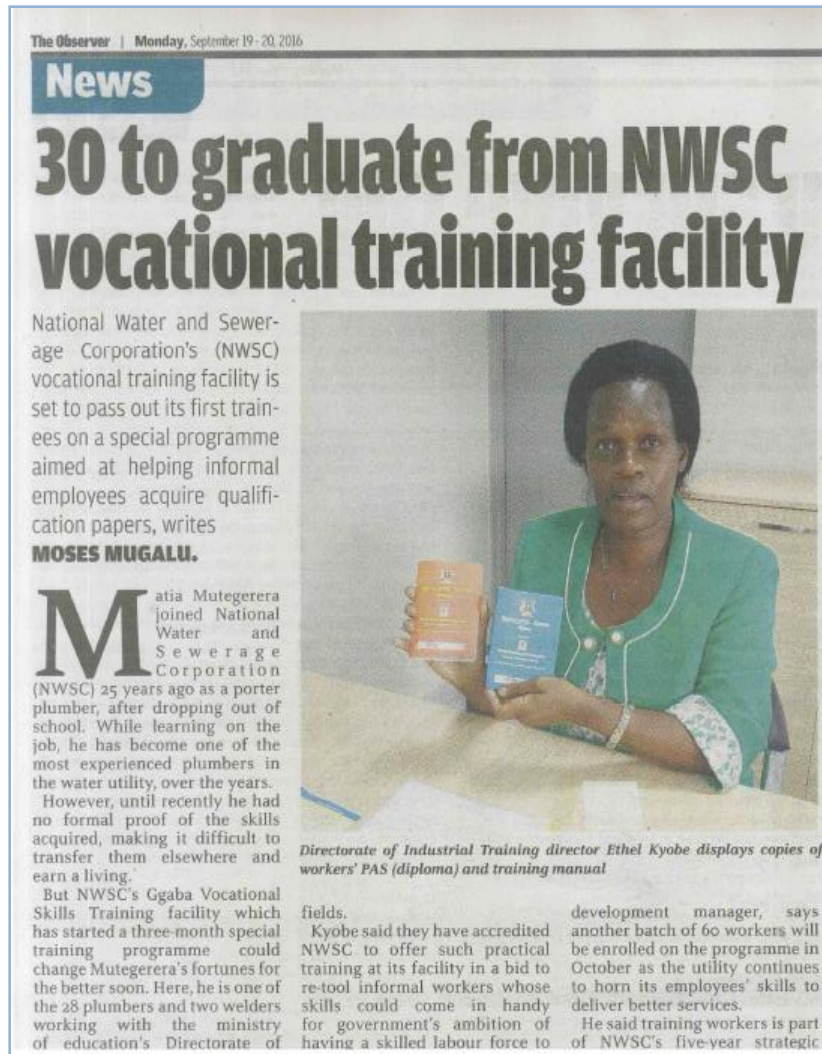 The Observer | Monday, September 19 - 20, 2016
News
30 to graduate from NWSC
vocational training facility
National Water and Sewer-
age Corporation's (NWSC)
vocational training facility is
set to pass out its first train-
ees on a special programme
aimed at helping informal
employees acquire qualifi-
cation papers, writes
MOSES MUGALU.
Matia Mutegerera
joined National
Water and
Sewerage
Corporation
(NWSC) 25 years ago as a porter
plumber, after dropping out of
school. While learning on the
job, he has become one of the
most experienced plumbers in
the water utility, over the years.
However, until recently he had
no formal proof of the skills
acquired, making it difficult to
transfer them elsewhere and
earn a living.
But NWSC's Ggaba Vocational
Skills Training facility which
has started a three-month special
training programme could
change Mutegerera's fortunes for
the better soon. Here, he is one of
the 28 plumbers and two welders
working with the ministry
of education's Directorate of
Directorate of Industrial Training director Ethel Kyobe displays copies of
workers' PAS (diploma) and training manual
fields.
Kyobe said they have accredited
NWSC to offer such practical
training at its facility in a bid to
re-tool informal workers whose
skills could come in handy
for government's ambition of
having a skilled labour force to
development manager, says
another batch of 60 workers will
be enrolled on the programme in
October as the utility continues
to horn its employees' skills to
deliver better services.
He said training workers is part
of NWSC's five-year strategic